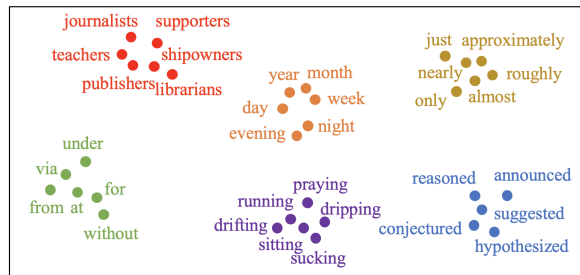 journalists supporters
teachers shipowners
publishers librarians
year month
day week
evening night
just approximately
nearly roughly
only almost
under
via for
from at
without
praying
running dripping
drifting
sitting
sucking
reasoned announced
suggested
conjectured
hypothesized